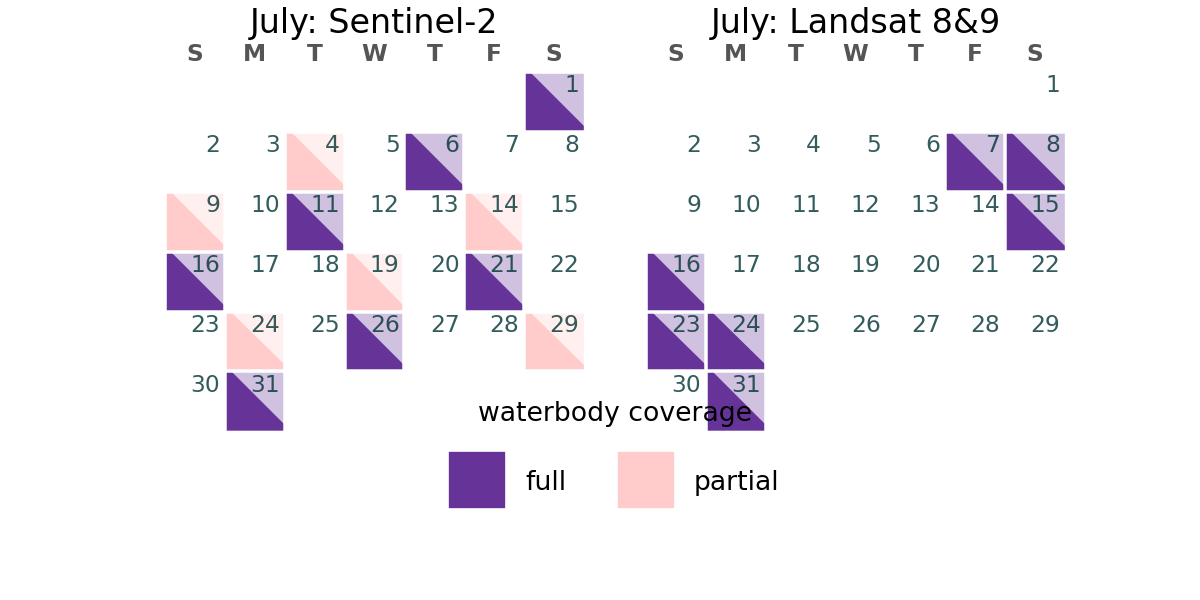 July: Sentinel-2
S M T W T F S
1
2 3 4 5 6 7 8
9 10 11 12 13 14 15
16 17 18 19 20 21 22
23 24 25 26 27 28 29
30 31
July: Landsat 8&9
S M T W T F S
1
2 3 4 5 6 7 8
9 10 11 12 13 14 15
16 17 18 19 20 21 22
23 24 25 26 27 28 29
30 31
waterbody coverage
full partial